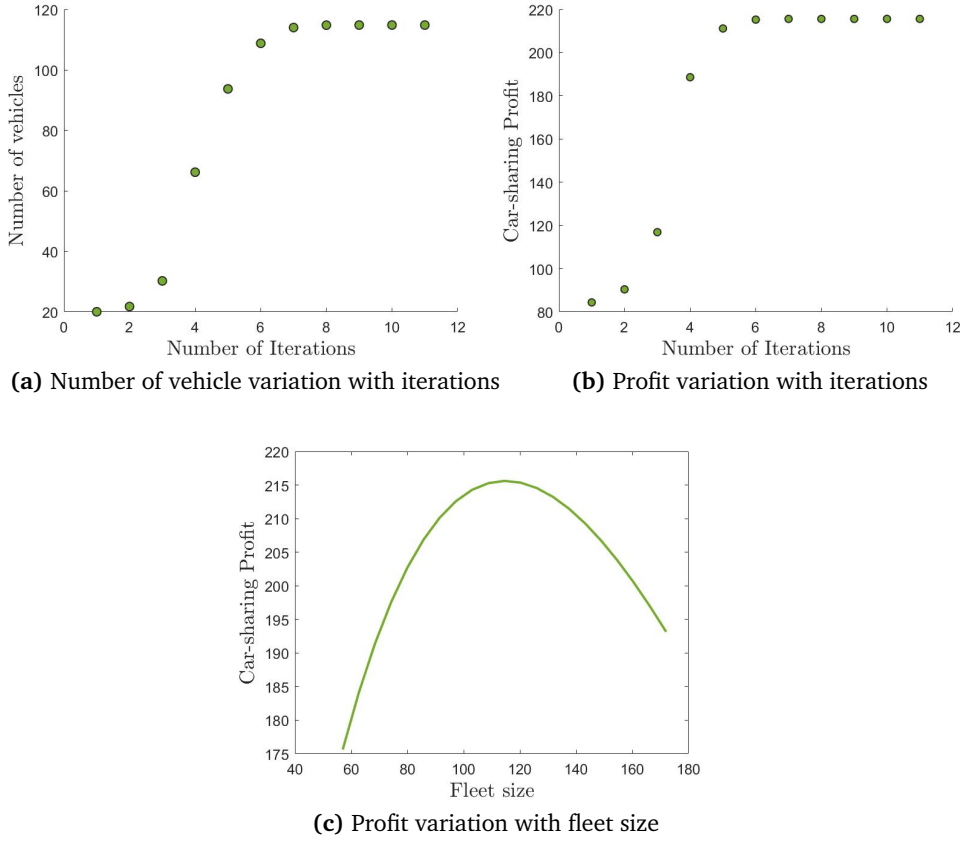 120
100
80
60
40
20
0 2 4 6 8 10 12
Number of vehicles
Number of Iterations
(a) Number of vehicle variation with iterations
220
200
180
160
140
120
100
80
0 2 4 6 8 10 12
Car-sharing Profit
Number of Iterations
(b) Profit variation with iterations
220
215
210
205
200
195
190
185
180
175
40 60 80 100 120 140 160 180
Car-sharing Profit
Fleet size
(c) Profit variation with fleet size